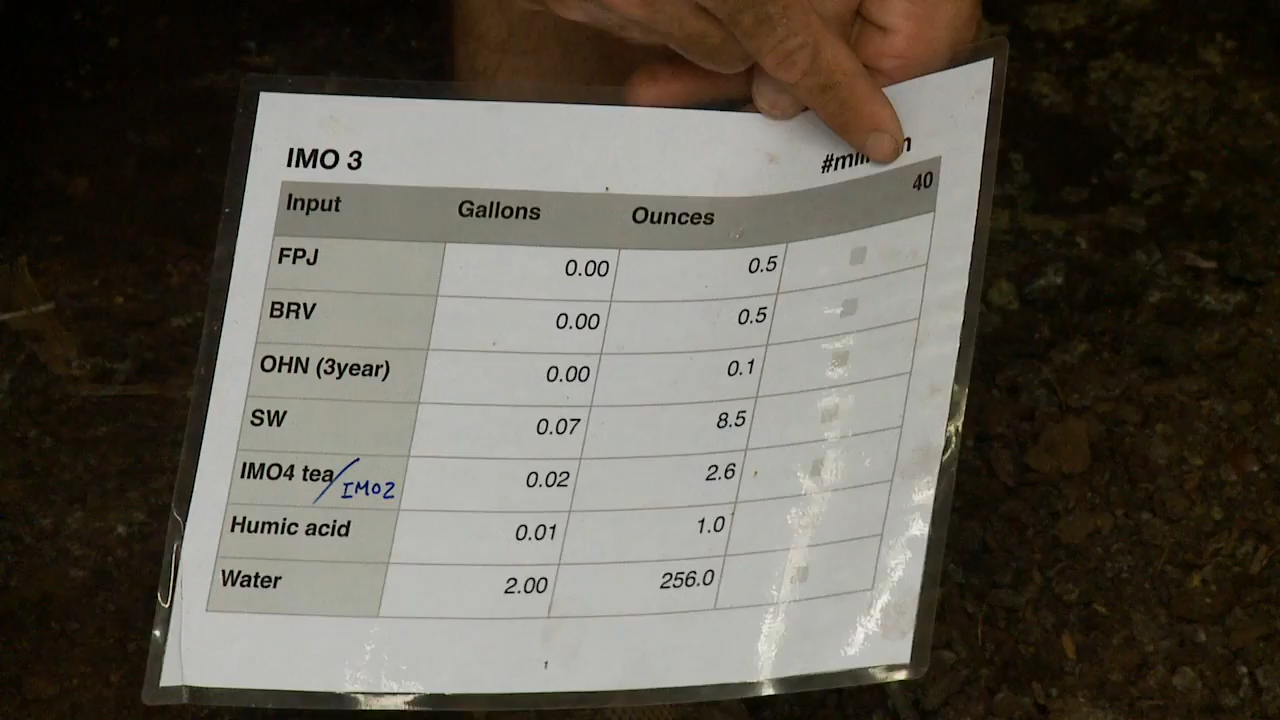 IMO 3
Input Gallons Ounces 40
FPJ 0.00 0.5
BRV 0.00 0.5
OHN (3year) 0.00 0.1
SW 0.07 8.5
IMO4 tea/IMO2 0.02 2.6
Humic acid 0.01 1.0
Water 2.00 256.0
1